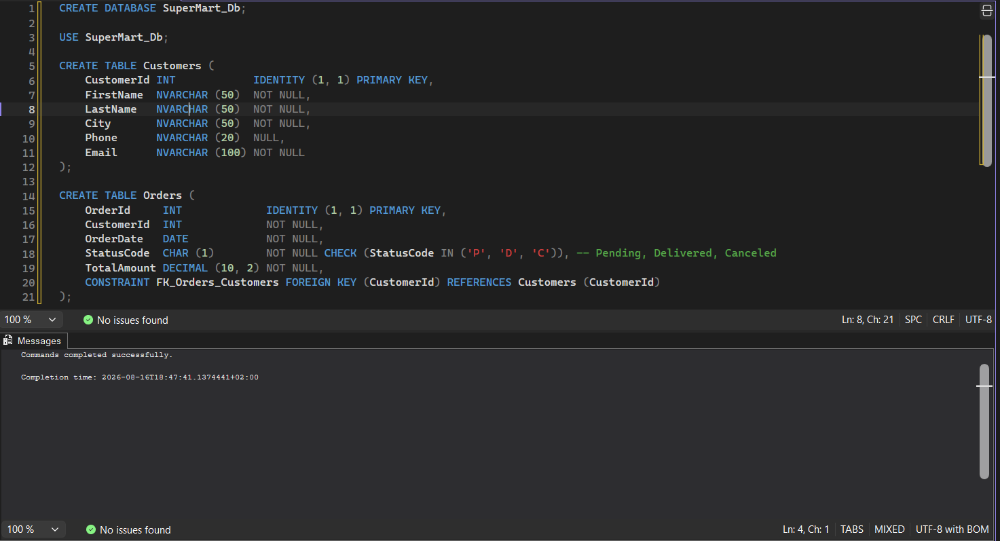 1 CREATE DATABASE SuperMart_Db;
2
3 USE SuperMart_Db;
4
5 CREATE TABLE Customers (
6     CustomerId INT            IDENTITY (1, 1) PRIMARY KEY,
7     FirstName  NVARCHAR (50)  NOT NULL,
8     LastName   NVARCHAR (50)  NOT NULL,
9     City       NVARCHAR (50)  NOT NULL,
10     Phone      NVARCHAR (20)  NULL,
11     Email      NVARCHAR (100) NOT NULL
12 );
13
14 CREATE TABLE Orders (
15     OrderId     INT             IDENTITY (1, 1) PRIMARY KEY,
16     CustomerId  INT             NOT NULL,
17     OrderDate   DATE            NOT NULL,
18     StatusCode  CHAR (1)        NOT NULL CHECK (StatusCode IN ('P', 'D', 'C')), -- Pending, Delivered, Canceled
19     TotalAmount DECIMAL (10, 2) NOT NULL,
20     CONSTRAINT FK_Orders_Customers FOREIGN KEY (CustomerId) REFERENCES Customers (CustomerId)
21 );
100 % No issues found Ln: 8, Ch: 21 SPC CRLF UTF-8
Messages
Commands completed successfully.
Completion time: 2026-08-16T18:47:41.1374441+02:00
100 % No issues found Ln: 4, Ch: 1 TABS MIXED UTF-8 with BOM